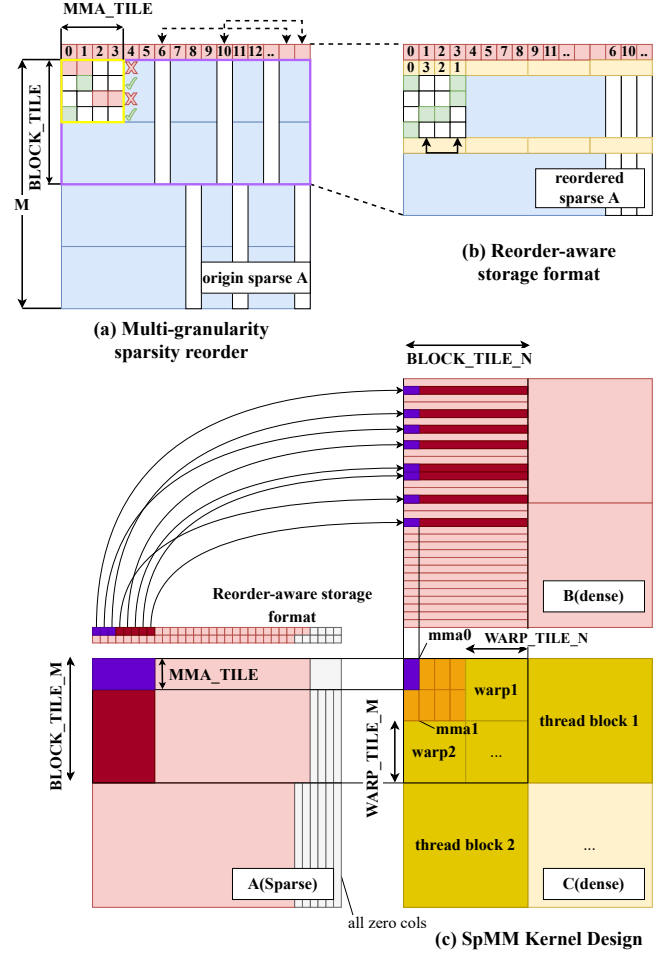 MMA_TILE
0 1 2 3 4 5 6 7 8 9 10 11 12 ..
BLOCK_TILE
M
origin sparse A
(a) Multi-granularity
sparsity reorder
0 1 2 3 4 5 7 8 9 11 .. 6 10 ..
0 3 2 1
reordered
sparse A
(b) Reorder-aware
storage format
BLOCK_TILE_N
B(dense)
Reorder-aware storage
format
mma0
WARP_TILE_N
BLOCK_TILE_M
MMA_TILE
WARP_TILE_M
warp1
mma1
warp2
...
thread block 1
thread block 2
...
A(Sparse)
C(dense)
all zero cols
(c) SpMM Kernel Design